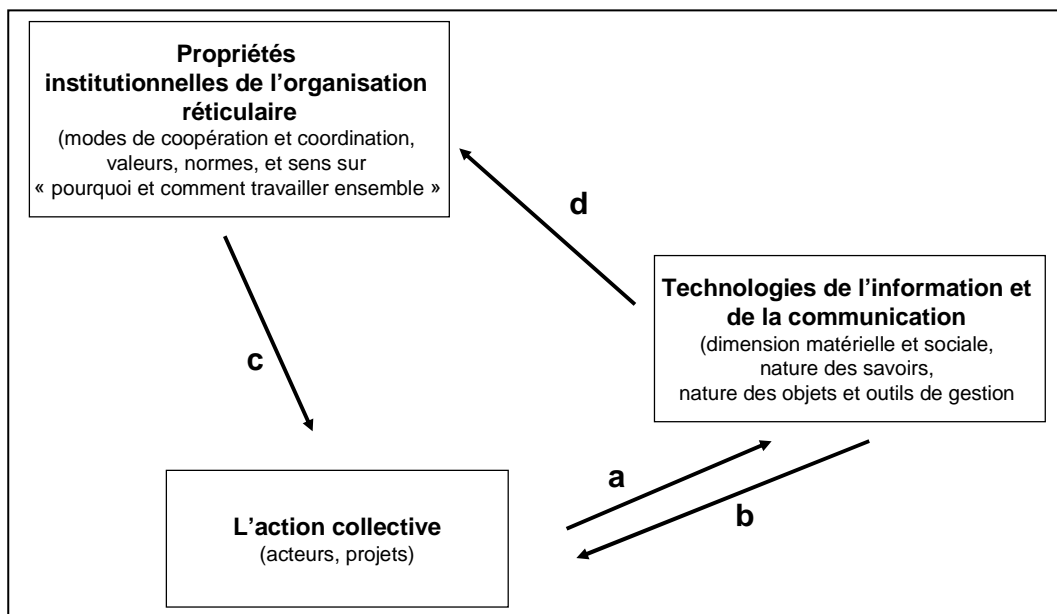 Propriétés
institutionnelles de l’organisation
réticulaire
(modes de coopération et coordination,
valeurs, normes, et sens sur
« pourquoi et comment travailler ensemble »
d
Technologies de l’information et
de la communication
(dimension matérielle et sociale,
nature des savoirs,
nature des objets et outils de gestion
c
a
b
L’action collective
(acteurs, projets)